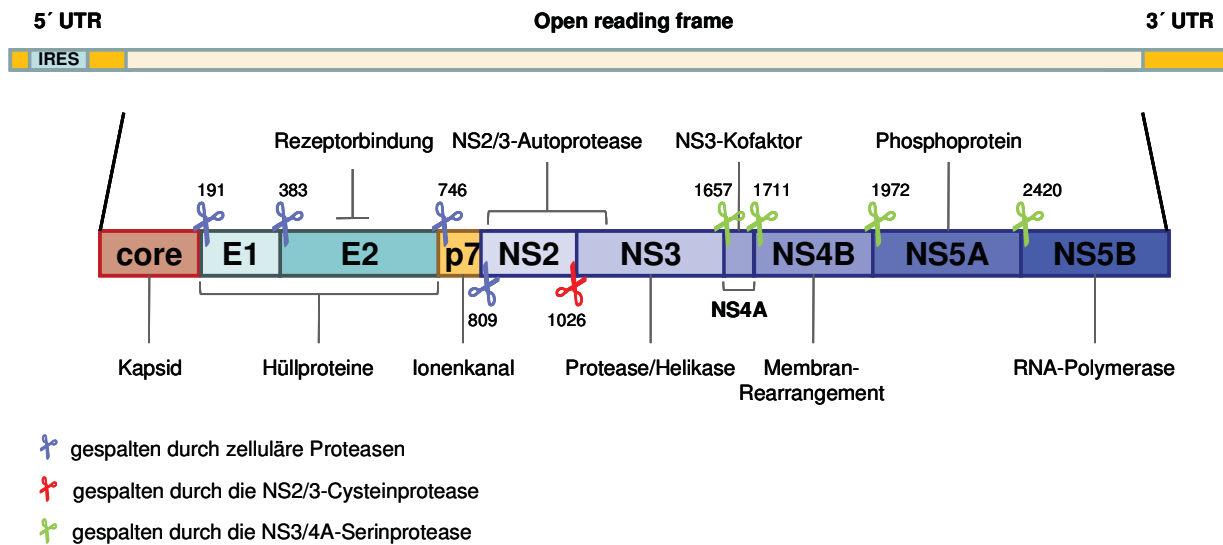 5´ UTR Open reading frame 3´ UTR
IRES
Rezeptorbindung NS2/3-Autoprotease NS3-Kofaktor Phosphoprotein
191 383 746 1657 1711 1972 2420
core E1 E2 p7 NS2 NS3 NS4B NS5A NS5B
809 1026 NS4A
Kapsid Hüllproteine Ionenkanal Protease/Helikase Membran-
Rearrangement RNA-Polymerase
gespalten durch zelluläre Proteasen
gespalten durch die NS2/3-Cysteinprotease
gespalten durch die NS3/4A-Serinprotease